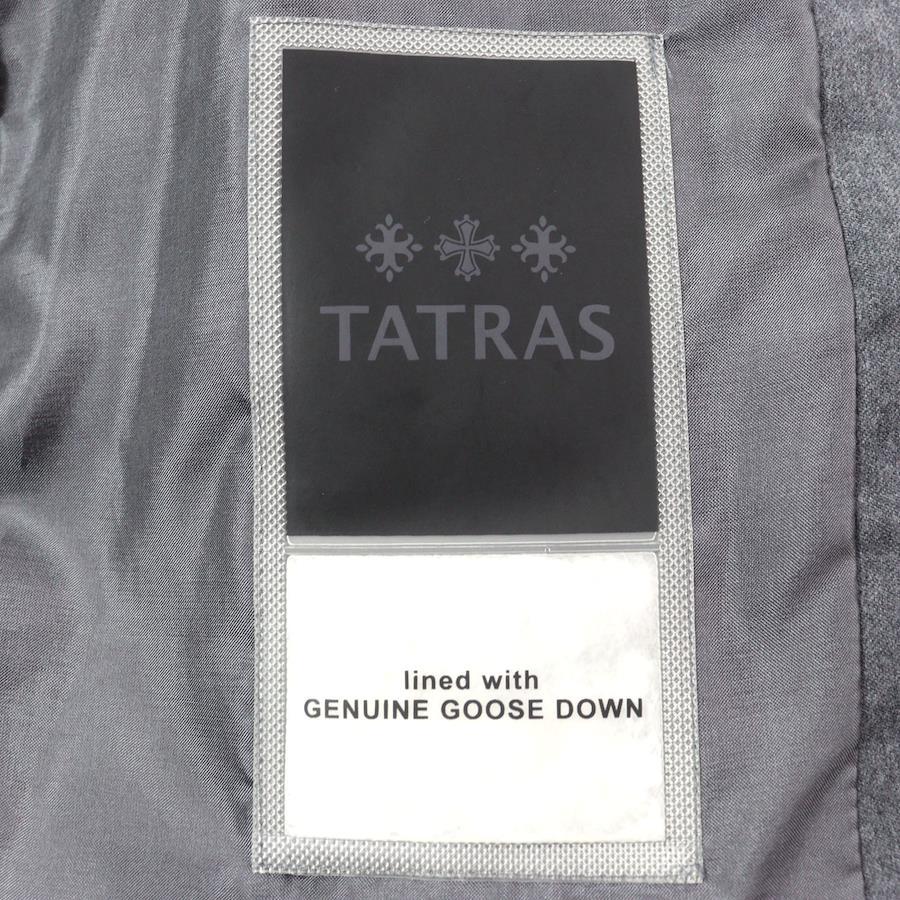 TATRAS
lined with
GENUINE GOOSE DOWN